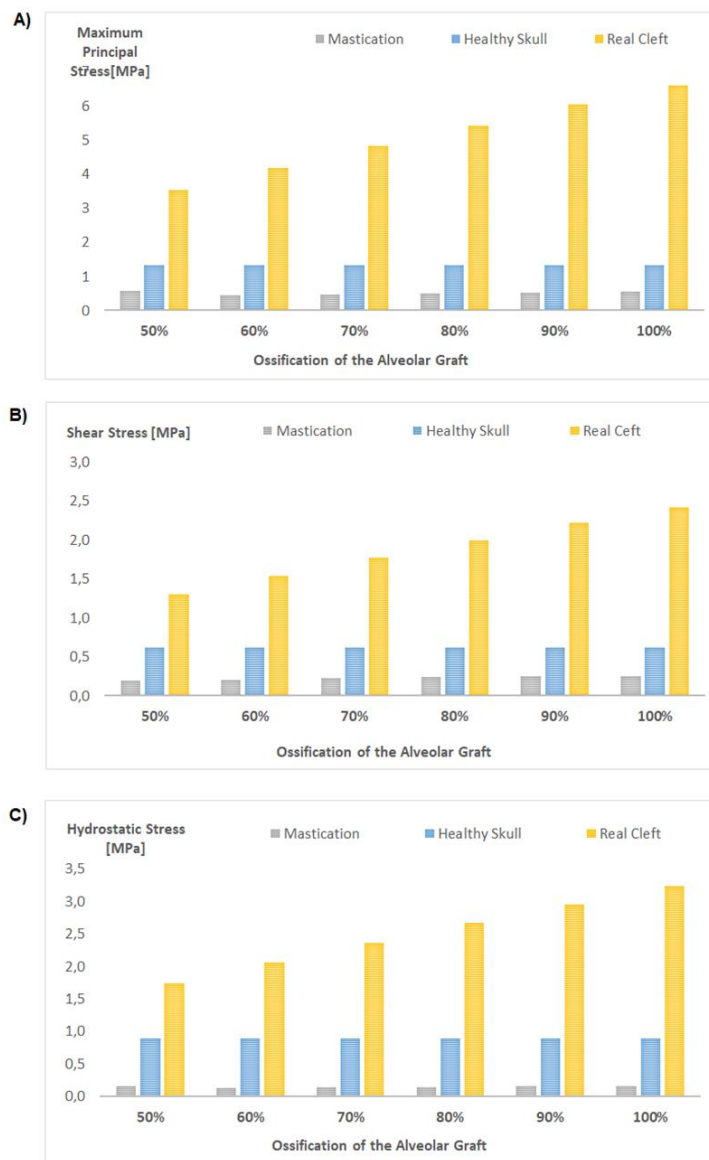 A)
Maximum
Principal
Stress[MPa]
Mastication Healthy Skull Real Cleft
7
6
5
4
3
2
1
0
50% 60% 70% 80% 90% 100%
Ossification of the Alveolar Graft
B)
Shear Stress [MPa]
Mastication Healthy Skull Real Ceft
3,0
2,5
2,0
1,5
1,0
0,5
0,0
50% 60% 70% 80% 90% 100%
Ossification of the Alveolar Graft
C)
Hydrostatic Stress
[MPa]
Mastication Healthy Skull Real Cleft
3,5
3,0
2,5
2,0
1,5
1,0
0,5
0,0
50% 60% 70% 80% 90% 100%
Ossification of the Alveolar Graft